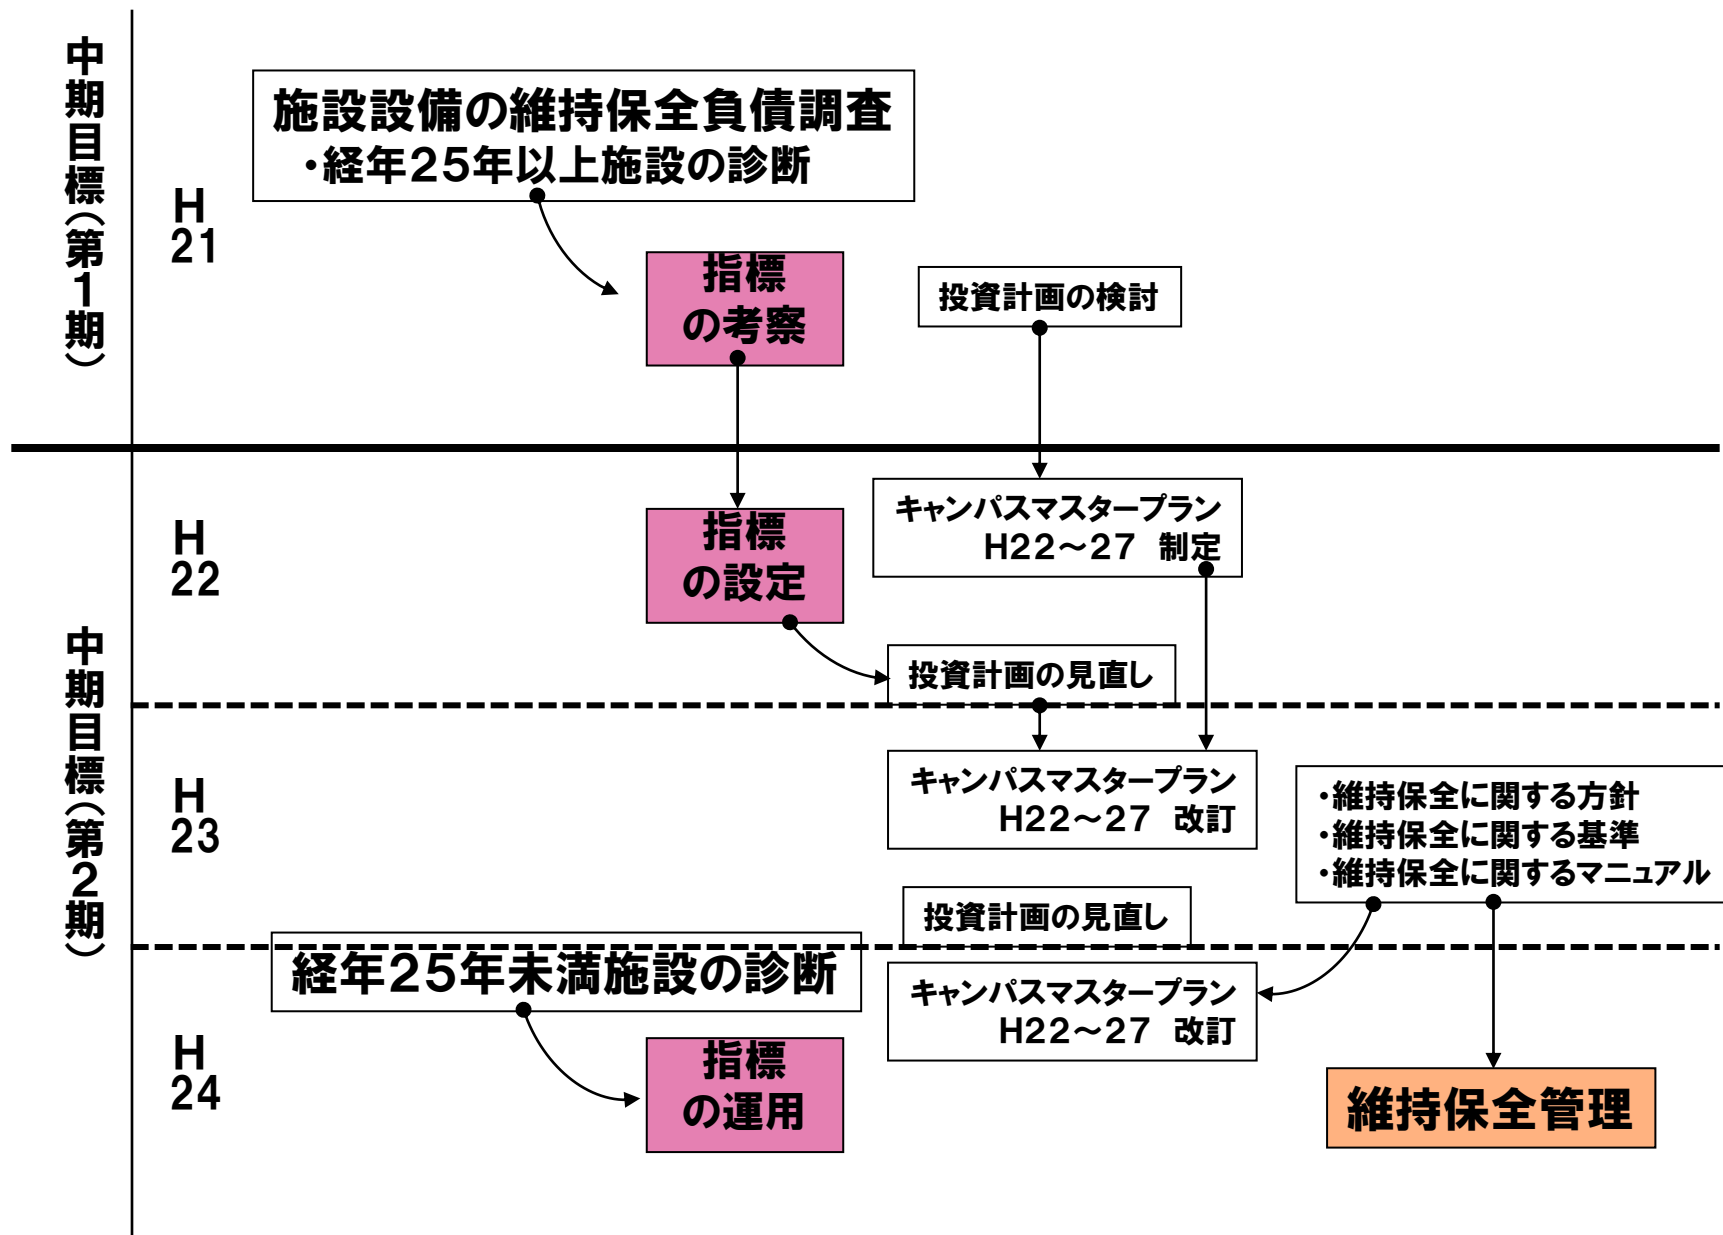 中期目標（第１期）
H
21
施設設備の維持保全負債調査
・経年２５年以上施設の診断
指標
の考察
投資計画の検討
中期目標（第２期）
H
22
指標
の設定
キャンパスマスタープラン
H２２～２７　制定
投資計画の見直し
H
23
キャンパスマスタープラン
H２２～２７　改訂
・維持保全に関する方針
・維持保全に関する基準
・維持保全に関するマニュアル
投資計画の見直し
H
24
経年２５年未満施設の診断
指標
の運用
キャンパスマスタープラン
H２２～２７　改訂
維持保全管理